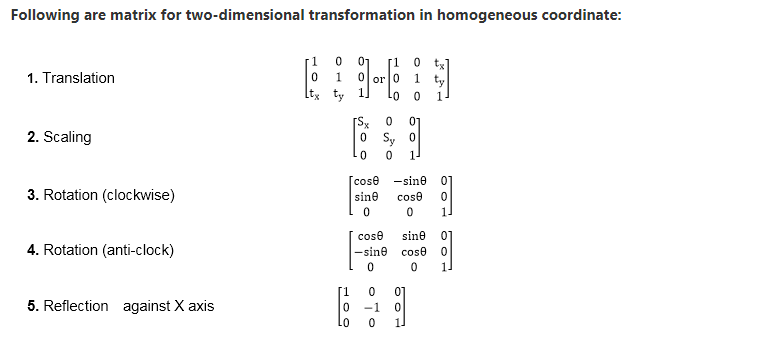 Following are matrix for two-dimensional transformation in homogeneous coordinate:
1. Translation
[1 0 0] or [1 0 tx]
[0 1 0] [0 1 ty]
[tx ty 1] [0 0 1]
2. Scaling
[Sx 0 0]
[0 Sy 0]
[0 0 1]
3. Rotation (clockwise)
[cosθ −sinθ 0]
[sinθ cosθ 0]
[0 0 1]
4. Rotation (anti-clock)
[cosθ sinθ 0]
[−sinθ cosθ 0]
[0 0 1]
5. Reflection against X axis
[1 0 0]
[0 −1 0]
[0 0 1]